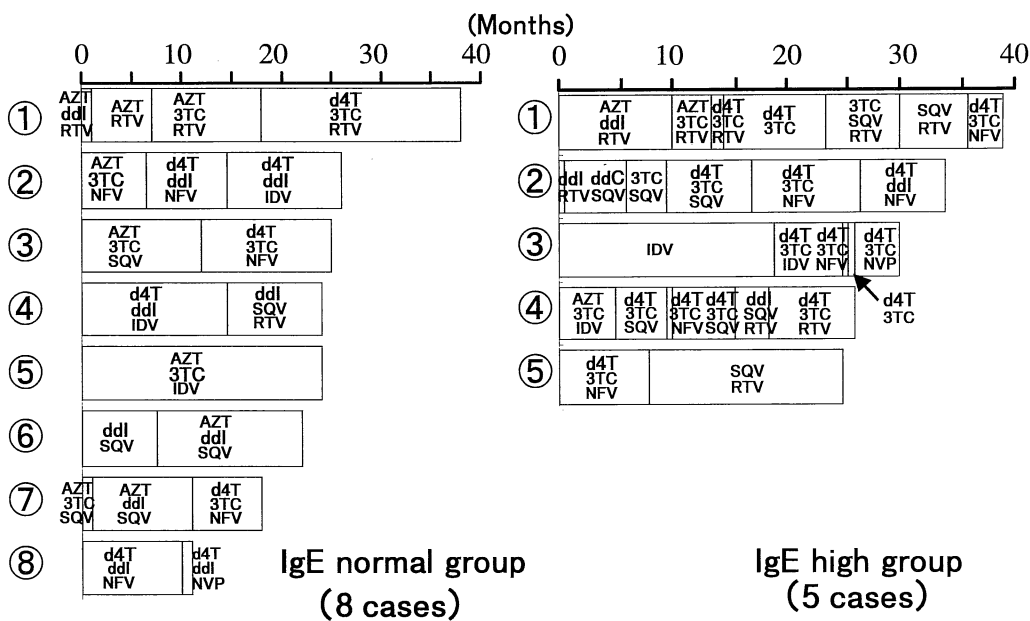 (Months)
0 10 20 30 40
①
AZT
ddI
RTV
AZT
RTV
AZT
3TC
RTV
d4T
3TC
RTV
②
AZT
3TC
NFV
d4T
ddI
NFV
d4T
ddI
IDV
③
AZT
3TC
SQV
d4T
3TC
NFV
④
d4T
ddI
IDV
ddI
SQV
RTV
⑤
AZT
3TC
IDV
⑥
ddI
SQV
AZT
ddI
SQV
⑦
AZT
3TC
SQV
AZT
ddI
SQV
d4T
3TC
NFV
⑧
d4T
ddI
NFV
d4T
ddI
NVP
IgE normal group
(8 cases)
0 10 20 30 40
①
AZT
ddI
RTV
AZT
3TC
RTV
d4T
3TC
RTV
d4T
3TC
3TC
SQV
RTV
SQV
RTV
d4T
3TC
NFV
②
ddI
RTV
ddC
SQV
3TC
SQV
d4T
3TC
SQV
d4T
3TC
NFV
d4T
ddI
NFV
③
IDV
d4T
3TC
IDV
d4T
3TC
NFV
d4T
3TC
NVP
d4T
3TC
④
AZT
3TC
IDV
d4T
3TC
SQV
d4T
3TC
NFV
d4T
3TC
SQV
ddI
SQV
RTV
d4T
3TC
RTV
⑤
d4T
3TC
NFV
SQV
RTV
IgE high group
(5 cases)